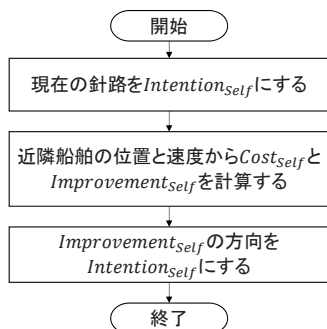 開始
現在の針路をIntention_Selfにする
近隣船舶の位置と速度からCost_Selfと
Improvement_Selfを計算する
Improvement_Selfの方向を
Intention_Selfにする
終了